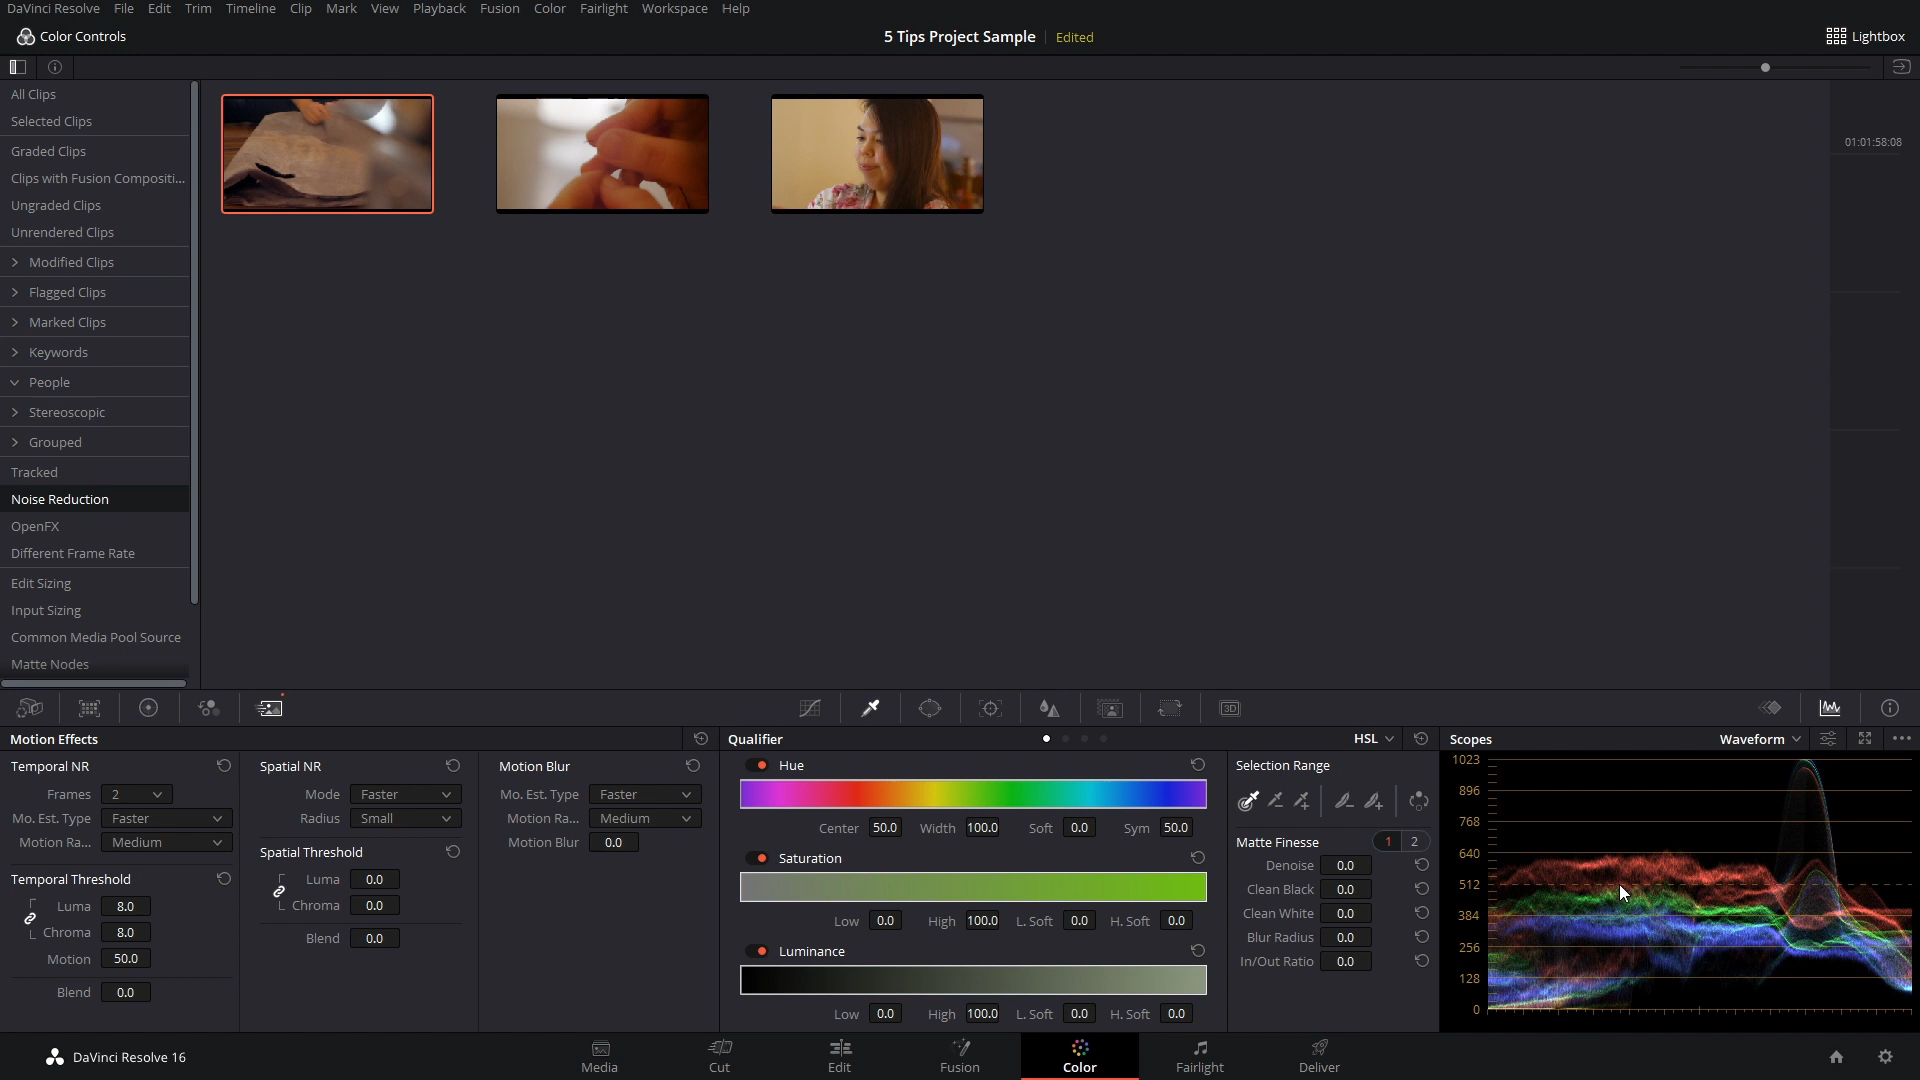 DaVinci Resolve File Edit Trim Timeline Clip Mark View Playback Fusion Color Fairlight Workspace Help
Color Controls 5 Tips Project Sample Edited Lightbox
All Clips
Selected Clips
Graded Clips
Clips with Fusion Compositi...
Ungraded Clips
Unrendered Clips
Modified Clips
Flagged Clips
Marked Clips
Keywords
People
Stereoscopic
Grouped
Tracked
Noise Reduction
OpenFX
Different Frame Rate
Edit Sizing
Input Sizing
Common Media Pool Source
Matte Nodes
01:01:58:08
3D
Motion Effects
Temporal NR
Frames 2
Mo. Est. Type Faster
Motion Ra... Medium
Temporal Threshold
Luma 8.0
Chroma 8.0
Motion 50.0
Blend 0.0
Spatial NR
Mode Faster
Radius Small
Spatial Threshold
Luma 0.0
Chroma 0.0
Blend 0.0
Motion Blur
Mo. Est. Type Faster
Motion Ra... Medium
Motion Blur 0.0
Qualifier HSL
Hue
Center 50.0 Width 100.0 Soft 0.0 Sym 50.0
Saturation
Low 0.0 High 100.0 L. Soft 0.0 H. Soft 0.0
Luminance
Low 0.0 High 100.0 L. Soft 0.0 H. Soft 0.0
Selection Range
Matte Finesse 1 2
Denoise 0.0
Clean Black 0.0
Clean White 0.0
Blur Radius 0.0
In/Out Ratio 0.0
Scopes Waveform
1023
896
768
640
512
384
256
128
0
DaVinci Resolve 16
Media Cut Edit Fusion Color Fairlight Deliver